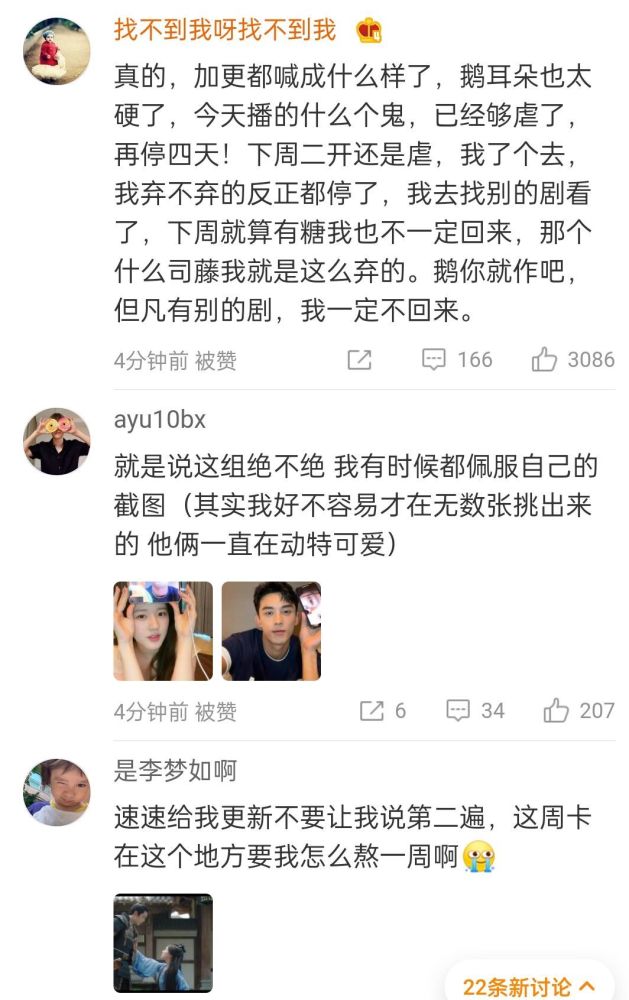 找不到我呀找不到我
真的，加更都喊成什么样了，鹅耳朵也太
硬了，今天播的什么个鬼，已经够虐了，
再停四天！下周二开还是虐，我了个去，
我弃不弃的反正都停了，我去找别的剧看
了，下周就算有糖我也不一定回来，那个
什么司藤我就是这么弃的。鹅你就作吧，
但凡有别的剧，我一定不回来。
4分钟前 被赞 166 3086
ayu10bx
就是说这组绝不绝 我有时候都佩服自己的
截图（其实我好不容易才在无数张挑出来
的 他俩一直在动特可爱）
4分钟前 被赞 6 34 207
是李梦如啊
速速给我更新不要让我说第二遍，这周卡
在这个地方要我怎么熬一周啊
22条新讨论